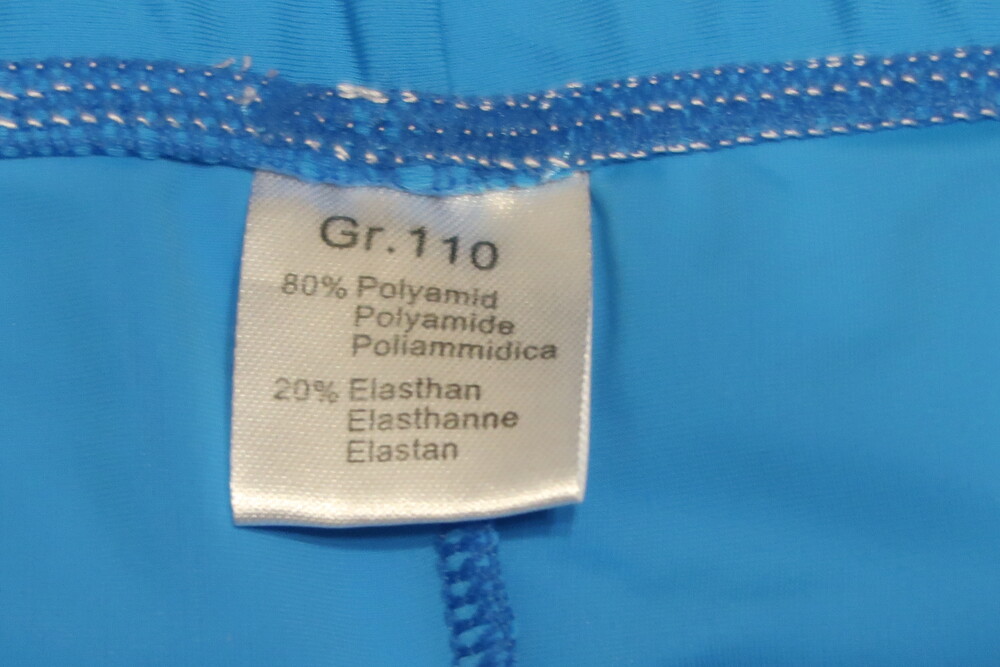 Gr. 110
80% Polyamid
Polyamide
Poliammidica
20% Elasthan
Elasthanne
Elastan